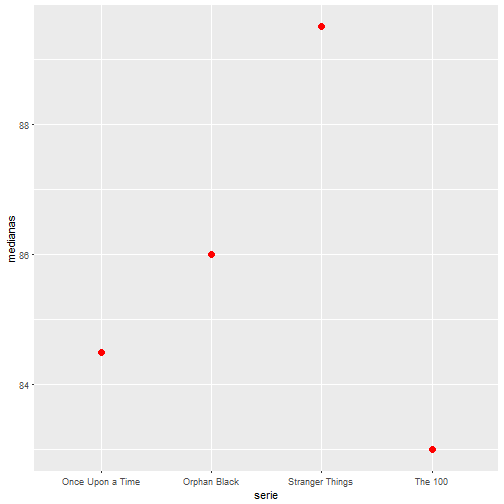 medianas
88
86
84
Once Upon a Time
Orphan Black
Stranger Things
The 100
serie